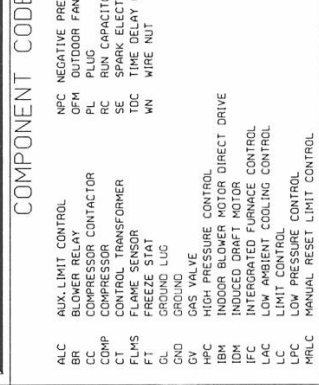 COMPONENT CODE
ALC AUX.LIMIT CONTROL
BR BLOWER RELAY
CC COMPRESSOR CONTACTOR
COMP COMPRESSOR
CT CONTROL TRANSFORMER
FLMS FLAME SENSOR
FT FREEZE STAT
GL GROUND LUG
GND GROUND
GV GAS VALVE
HPC HIGH PRESSURE CONTROL
IBM INDOOR BLOWER MOTOR DIRECT DRIVE
IDM INDUCED DRAFT MOTOR
IFC INTERGRATED FURNACE CONTROL
LAC LOW AMBIENT COOLING CONTROL
LC LIMIT CONTROL
LPC LOW PRESSURE CONTROL
MRLC MANUAL RESET LIMIT CONTROL
NPC NEGATIVE PRE
OFM OUTDOOR FAN
PL PLUG
RC RUN CAPACITO
SE SPARK ELECT
TDC TIME DELAY
WN WIRE NUT